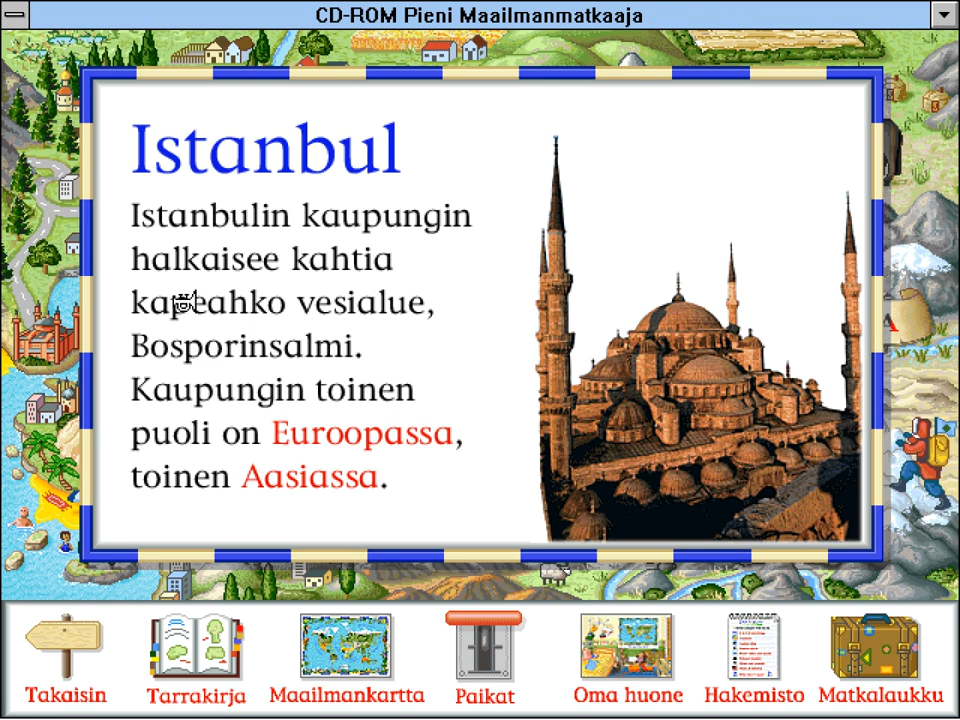 CD-ROM Pieni Maailmanmatkaaja
Istanbul
Istanbulin kaupungin
halkaisee kahtia
kapeahko vesialue,
Bosporinsalmi.
Kaupungin toinen
puoli on Euroopassa,
toinen Aasiassa.
Takaisin
Tarrakirja
Maailmankartta
Paikat
Oma huone
Hakemisto
Matkalaukku